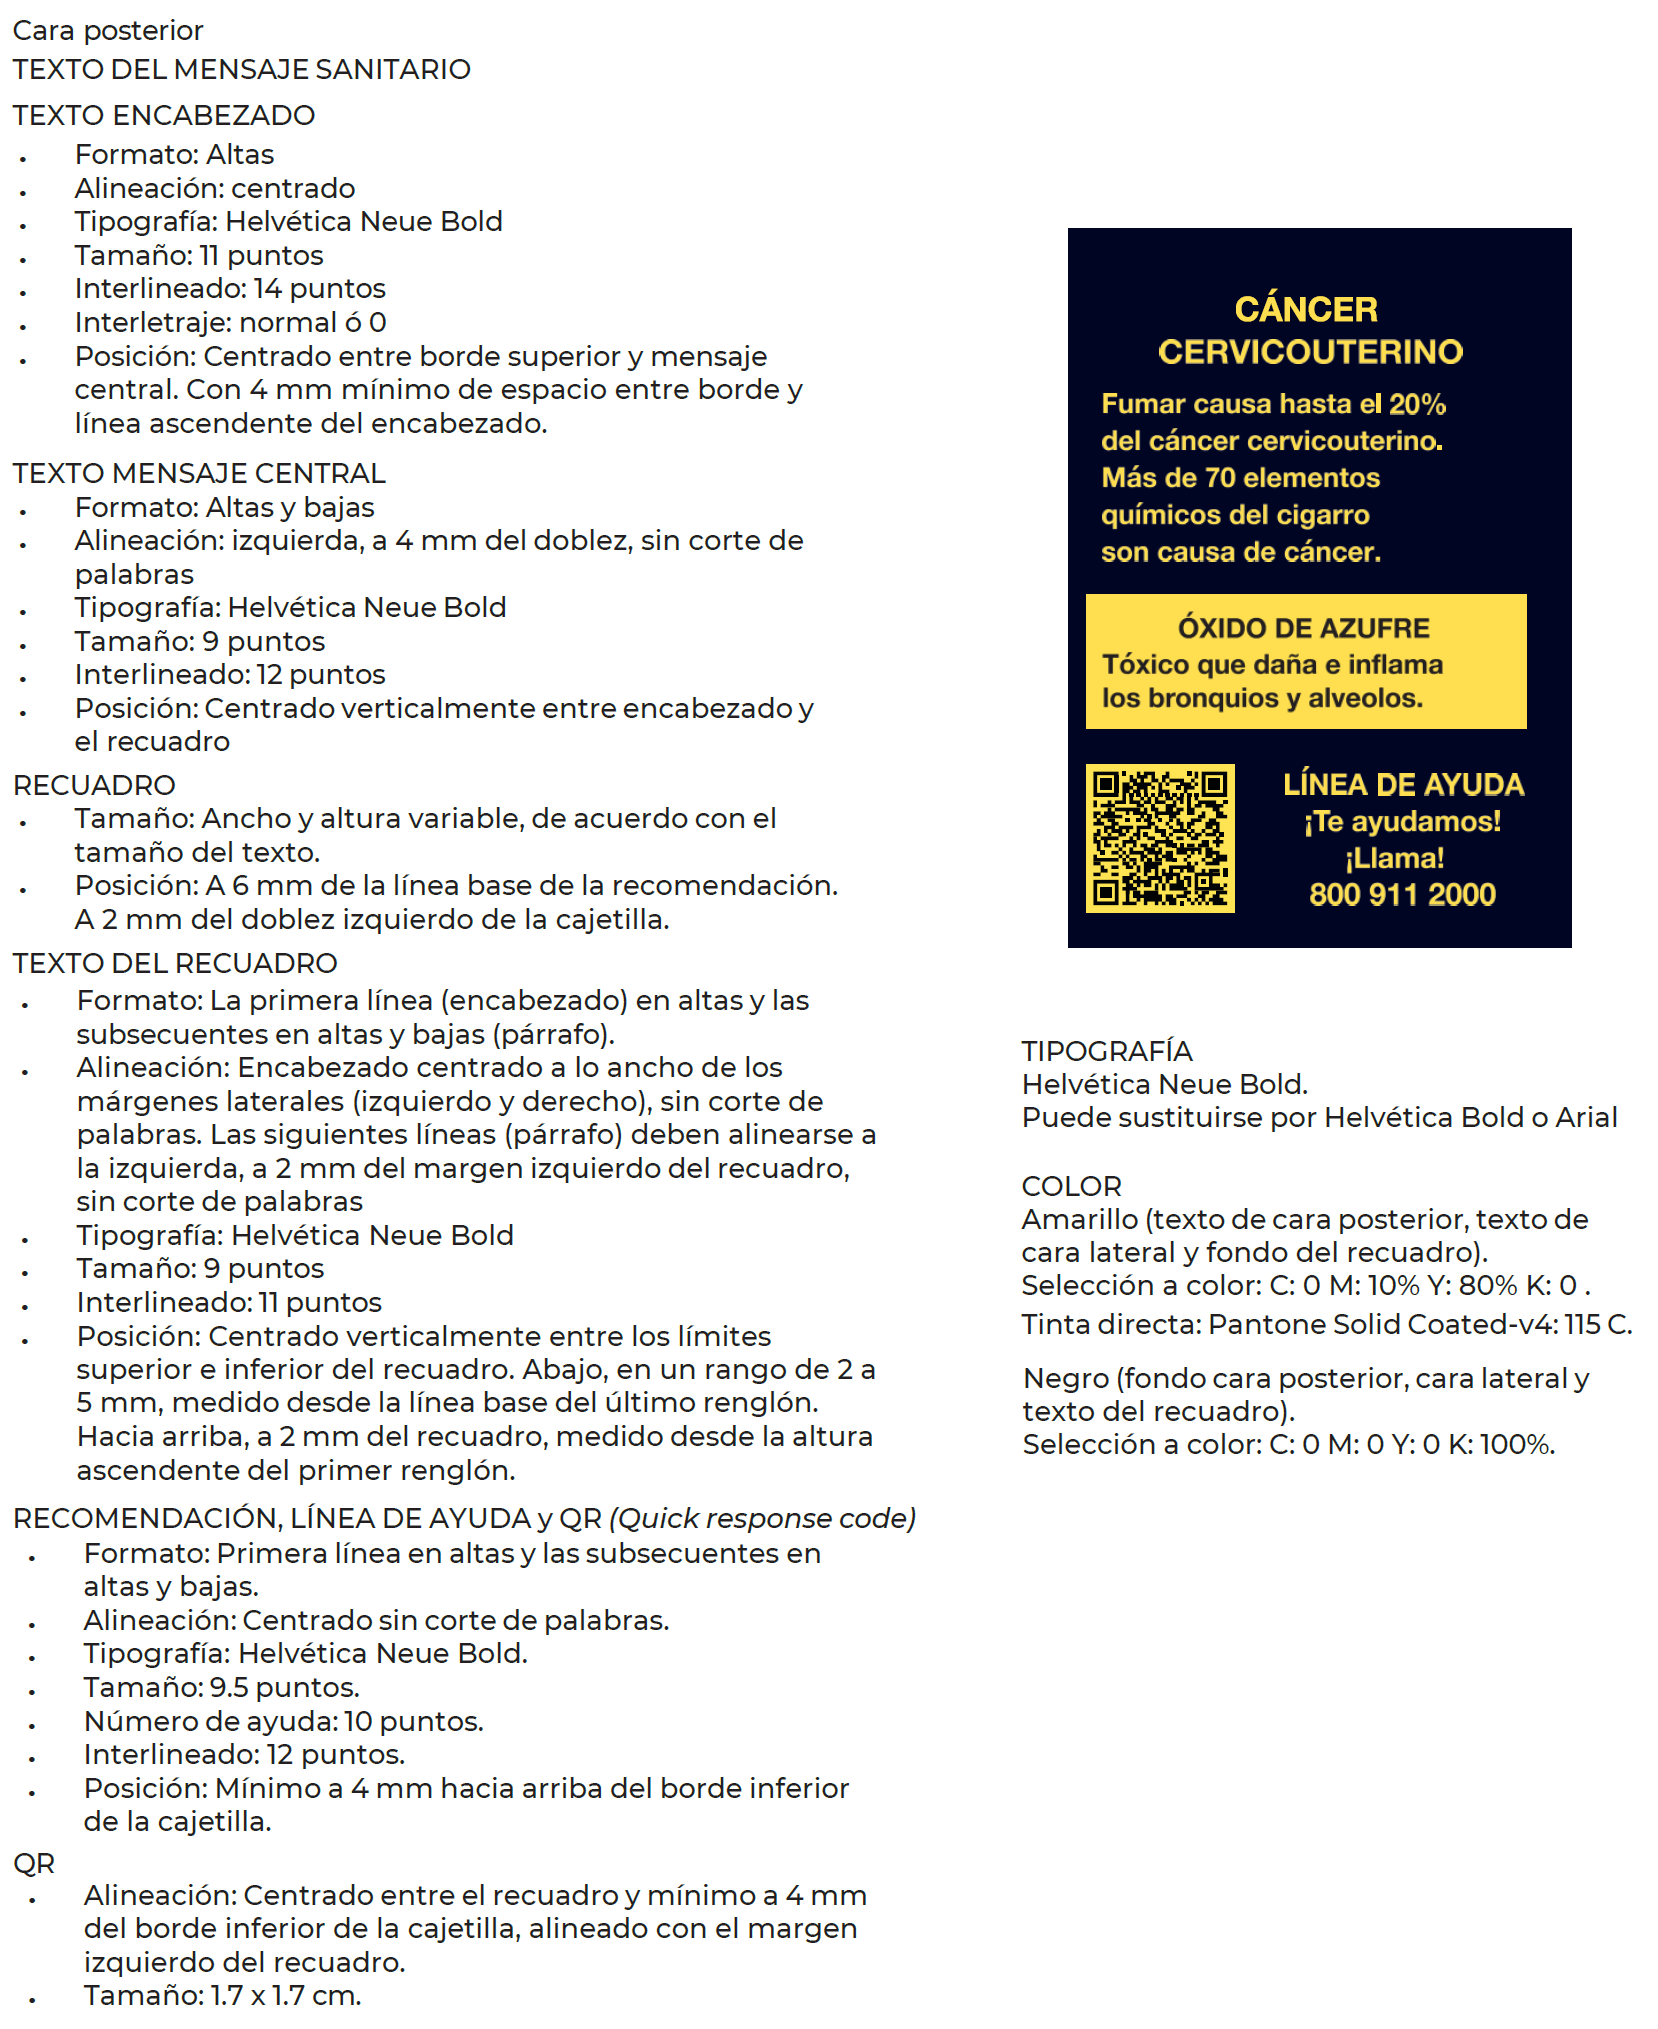 Cara posterior
TEXTO DEL MENSAJE SANITARIO
TEXTO ENCABEZADO
• Formato: Altas
• Alineación: centrado
• Tipografía: Helvética Neue Bold
• Tamaño: 11 puntos
• Interlineado: 14 puntos
• Interletraje: normal ó 0
• Posición: Centrado entre borde superior y mensaje
central. Con 4 mm mínimo de espacio entre borde y
línea ascendente del encabezado.
TEXTO MENSAJE CENTRAL
• Formato: Altas y bajas
• Alineación: izquierda, a 4 mm del doblez, sin corte de
palabras
• Tipografía: Helvética Neue Bold
• Tamaño: 9 puntos
• Interlineado: 12 puntos
• Posición: Centrado verticalmente entre encabezado y
el recuadro
RECUADRO
• Tamaño: Ancho y altura variable, de acuerdo con el
tamaño del texto.
• Posición: A 6 mm de la línea base de la recomendación.
A 2 mm del doblez izquierdo de la cajetilla.
TEXTO DEL RECUADRO
• Formato: La primera línea (encabezado) en altas y las
subsecuentes en altas y bajas (párrafo).
• Alineación: Encabezado centrado a lo ancho de los
márgenes laterales (izquierdo y derecho), sin corte de
palabras. Las siguientes líneas (párrafo) deben alinearse a
la izquierda, a 2 mm del margen izquierdo del recuadro,
sin corte de palabras
• Tipografía: Helvética Neue Bold
• Tamaño: 9 puntos
• Interlineado: 11 puntos
• Posición: Centrado verticalmente entre los límites
superior e inferior del recuadro. Abajo, en un rango de 2 a
5 mm, medido desde la línea base del último renglón.
Hacia arriba, a 2 mm del recuadro, medido desde la altura
ascendente del primer renglón.
RECOMENDACIÓN, LÍNEA DE AYUDA y QR (Quick response code)
• Formato: Primera línea en altas y las subsecuentes en
altas y bajas.
• Alineación: Centrado sin corte de palabras.
• Tipografía: Helvética Neue Bold.
• Tamaño: 9.5 puntos.
• Número de ayuda: 10 puntos.
• Interlineado: 12 puntos.
• Posición: Mínimo a 4 mm hacia arriba del borde inferior
de la cajetilla.
QR
• Alineación: Centrado entre el recuadro y mínimo a 4 mm
del borde inferior de la cajetilla, alineado con el margen
izquierdo del recuadro.
• Tamaño: 1.7 x 1.7 cm.
CÁNCER
CERVICOUTERINO
Fumar causa hasta el 20%
del cáncer cervicouterino.
Más de 70 elementos
químicos del cigarro
son causa de cáncer.
ÓXIDO DE AZUFRE
Tóxico que daña e inflama
los bronquios y alveolos.
LÍNEA DE AYUDA
¡Te ayudamos!
¡Llama!
800 911 2000
TIPOGRAFÍA
Helvética Neue Bold.
Puede sustituirse por Helvética Bold o Arial
COLOR
Amarillo (texto de cara posterior, texto de
cara lateral y fondo del recuadro).
Selección a color: C: 0 M: 10% Y: 80% K: 0 .
Tinta directa: Pantone Solid Coated-v4: 115 C.
Negro (fondo cara posterior, cara lateral y
texto del recuadro).
Selección a color: C: 0 M: 0 Y: 0 K: 100%.